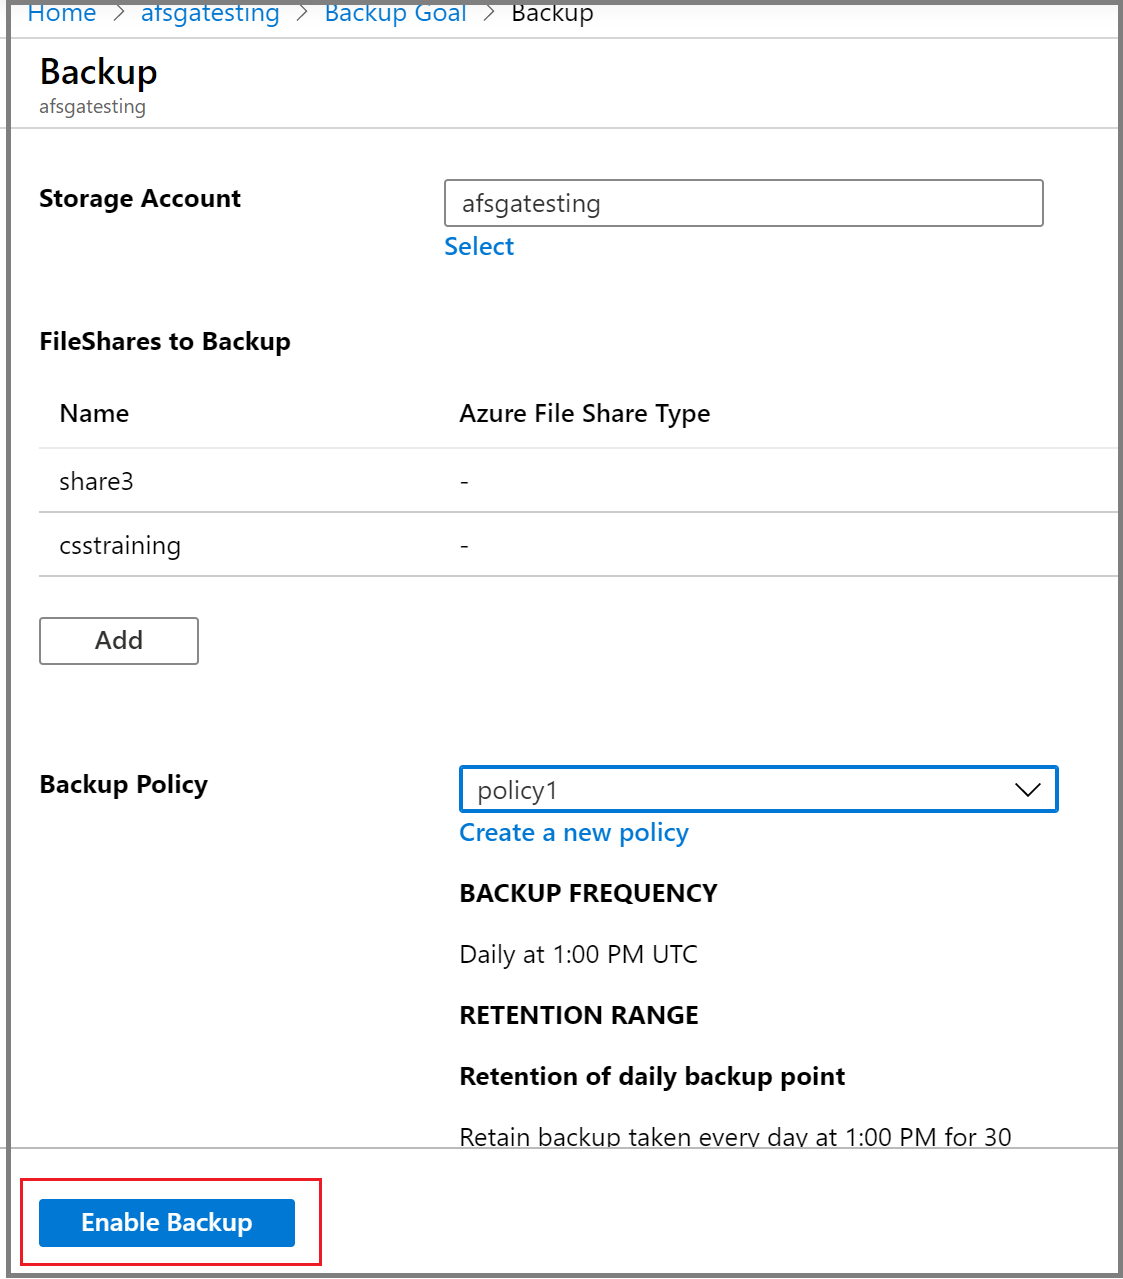 Home > afsgatesting > Backup Goal > Backup
Backup
afsgatesting
Storage Account
afsgatesting
Select
FileShares to Backup
Name Azure File Share Type
share3 -
csstraining -
Add
Backup Policy
policy1
Create a new policy
BACKUP FREQUENCY
Daily at 1:00 PM UTC
RETENTION RANGE
Retention of daily backup point
Retain backup taken every day at 1:00 PM for 30
Enable Backup